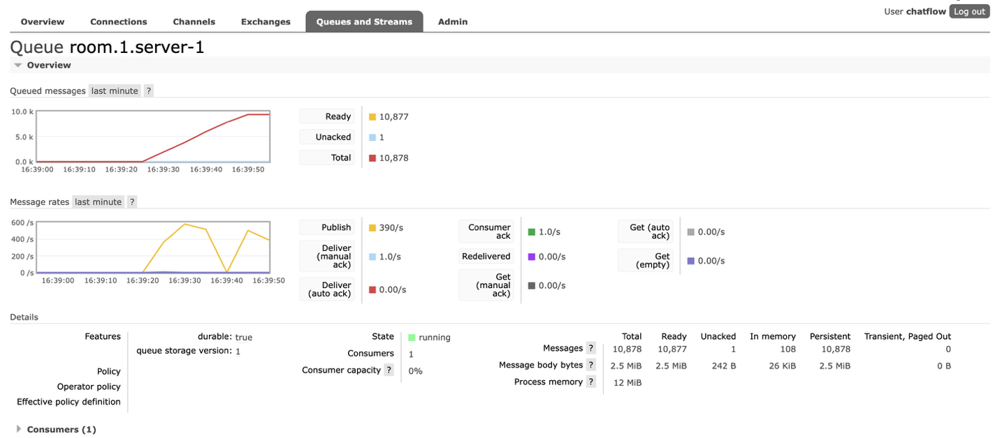 User chatflow Log out
Overview Connections Channels Exchanges Queues and Streams Admin
Queue room.1.server-1
Overview
Queued messages last minute ?
10.0 k
5.0 k
0.0 k
16:39:00 16:39:10 16:39:20 16:39:30 16:39:40 16:39:50
Ready 10,877
Unacked 1
Total 10,878
Message rates last minute ?
600 /s
400 /s
200 /s
0 /s
16:39:00 16:39:10 16:39:20 16:39:30 16:39:40 16:39:50
Publish 390/s
Deliver
(manual 1.0/s
ack)
Deliver
(auto ack) 0.00/s
Consumer
ack 1.0/s
Redelivered 0.00/s
Get
(manual 0.00/s
ack)
Get (auto
ack) 0.00/s
Get
(empty) 0.00/s
Details
Features durable: true
queue storage version: 1
Policy
Operator policy
Effective policy definition
State running
Consumers 1
Consumer capacity ? 0%
Total Ready Unacked In memory Persistent Transient, Paged Out
Messages ? 10,878 10,877 1 108 10,878 0
Message body bytes ? 2.5 MiB 2.5 MiB 242 B 26 KiB 2.5 MiB 0 B
Process memory ? 12 MiB
Consumers (1)